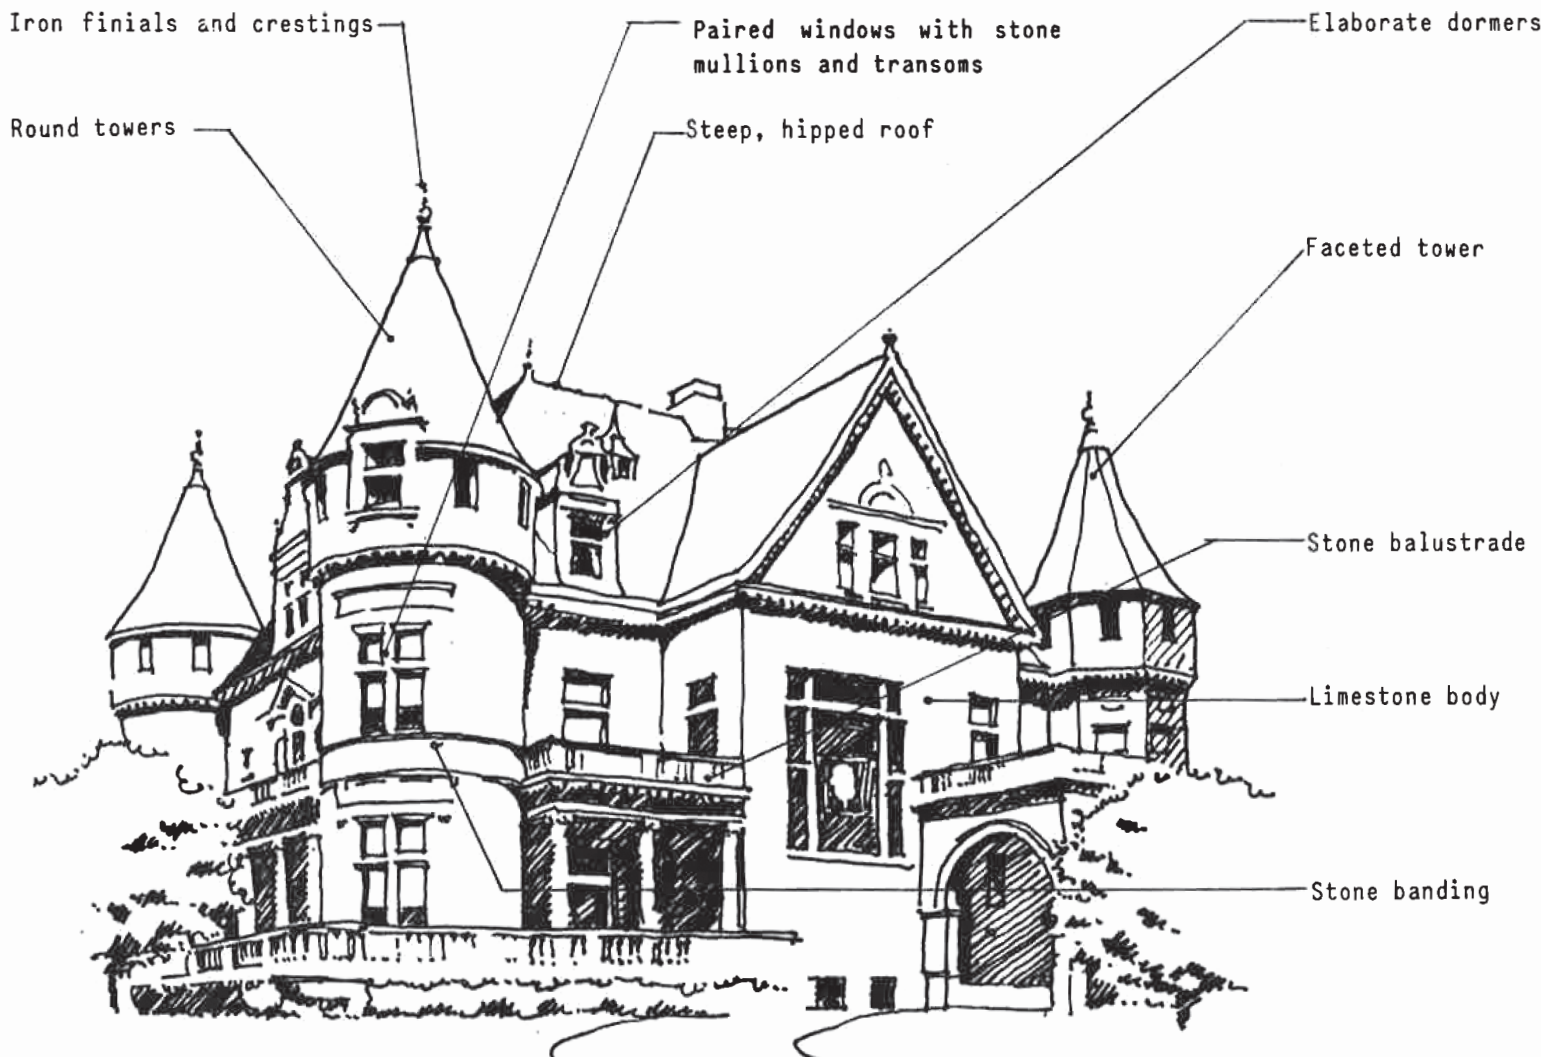 Iron finials and crestings
Paired windows with stone
mullions and transoms
Elaborate dormers
Round towers
Steep, hipped roof
Faceted tower
Stone balustrade
Limestone body
Stone banding